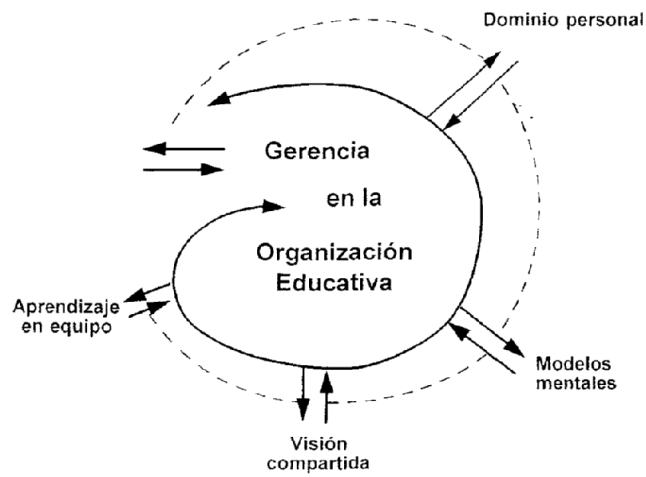 Dominio personal
Gerencia
en la
Organización
Educativa
Aprendizaje
en equipo
Modelos
mentales
Visión
compartida